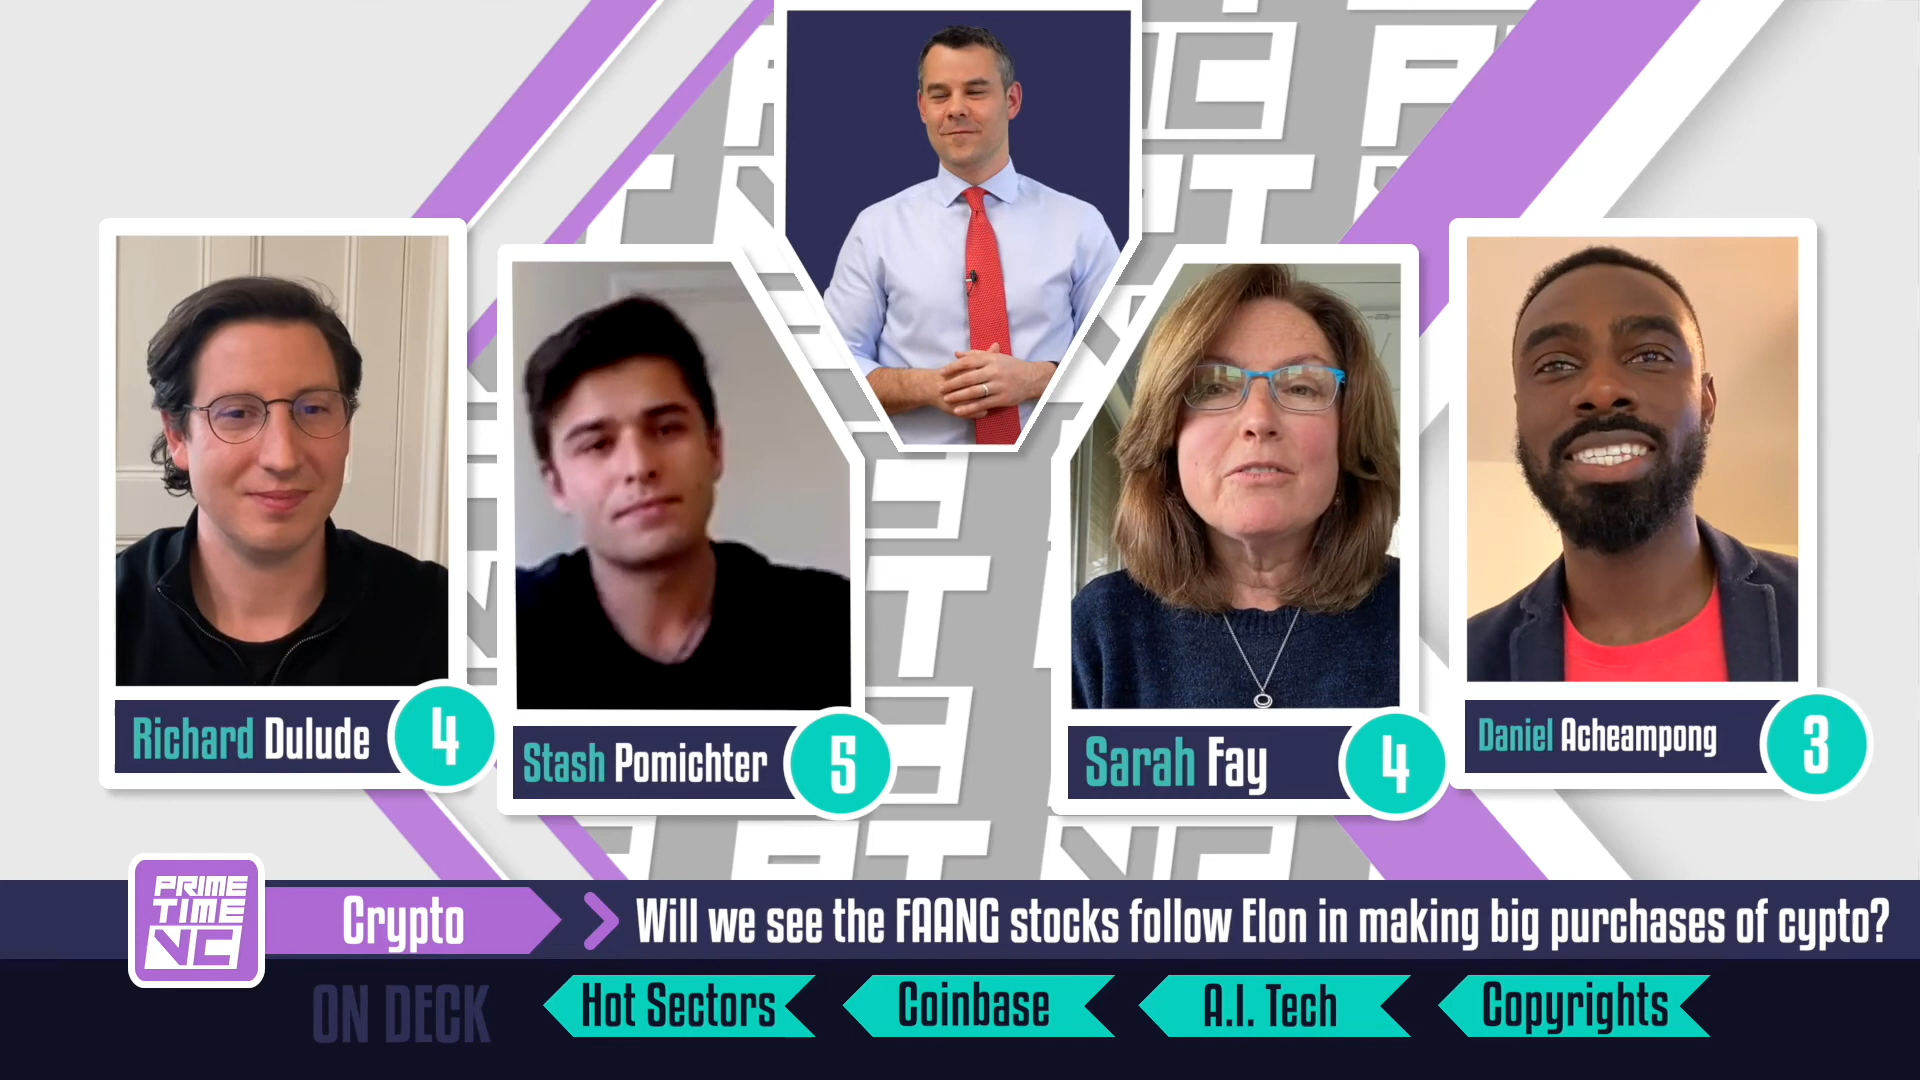 Richard Dulude
4
Stash Pomichter
5
Sarah Fay
4
Daniel Acheampong
3
PRIME
TIME
VC
Crypto
Will we see the FAANG stocks follow Elon in making big purchases of cypto?
ON DECK
Hot Sectors
Coinbase
A.I. Tech
Copyrights